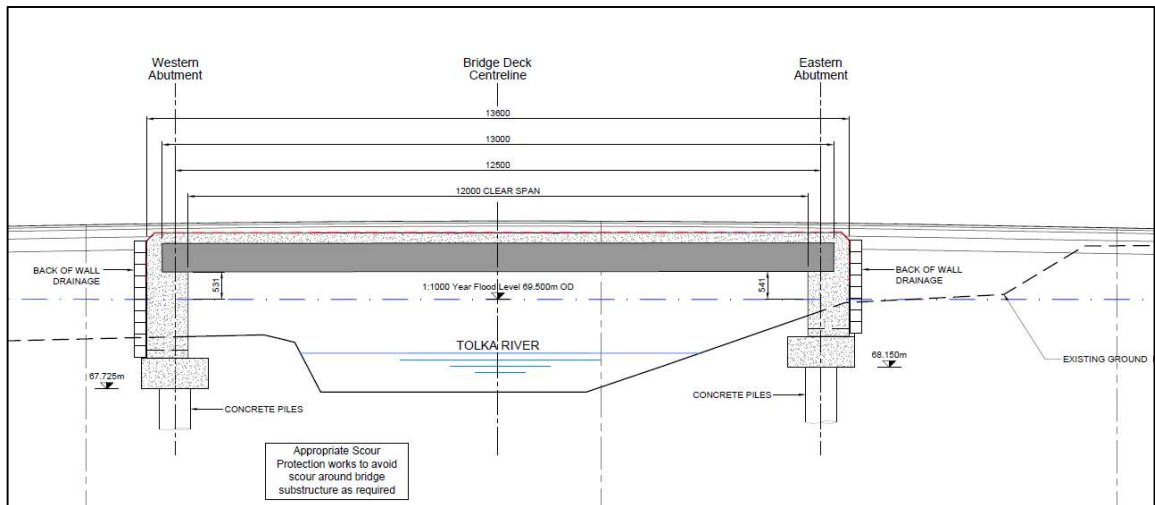 Western
Abutment
Bridge Deck
Centreline
Eastern
Abutment
13600
13000
12500
12000 CLEAR SPAN
BACK OF WALL
DRAINAGE
531
1:1000 Year Flood Level 69.500m OD
541
BACK OF WALL
DRAINAGE
TOLKA RIVER
67.725m
68.150m
EXISTING GROUND
CONCRETE PILES
CONCRETE PILES
Appropriate Scour
Protection works to avoid
scour around bridge
substructure as required